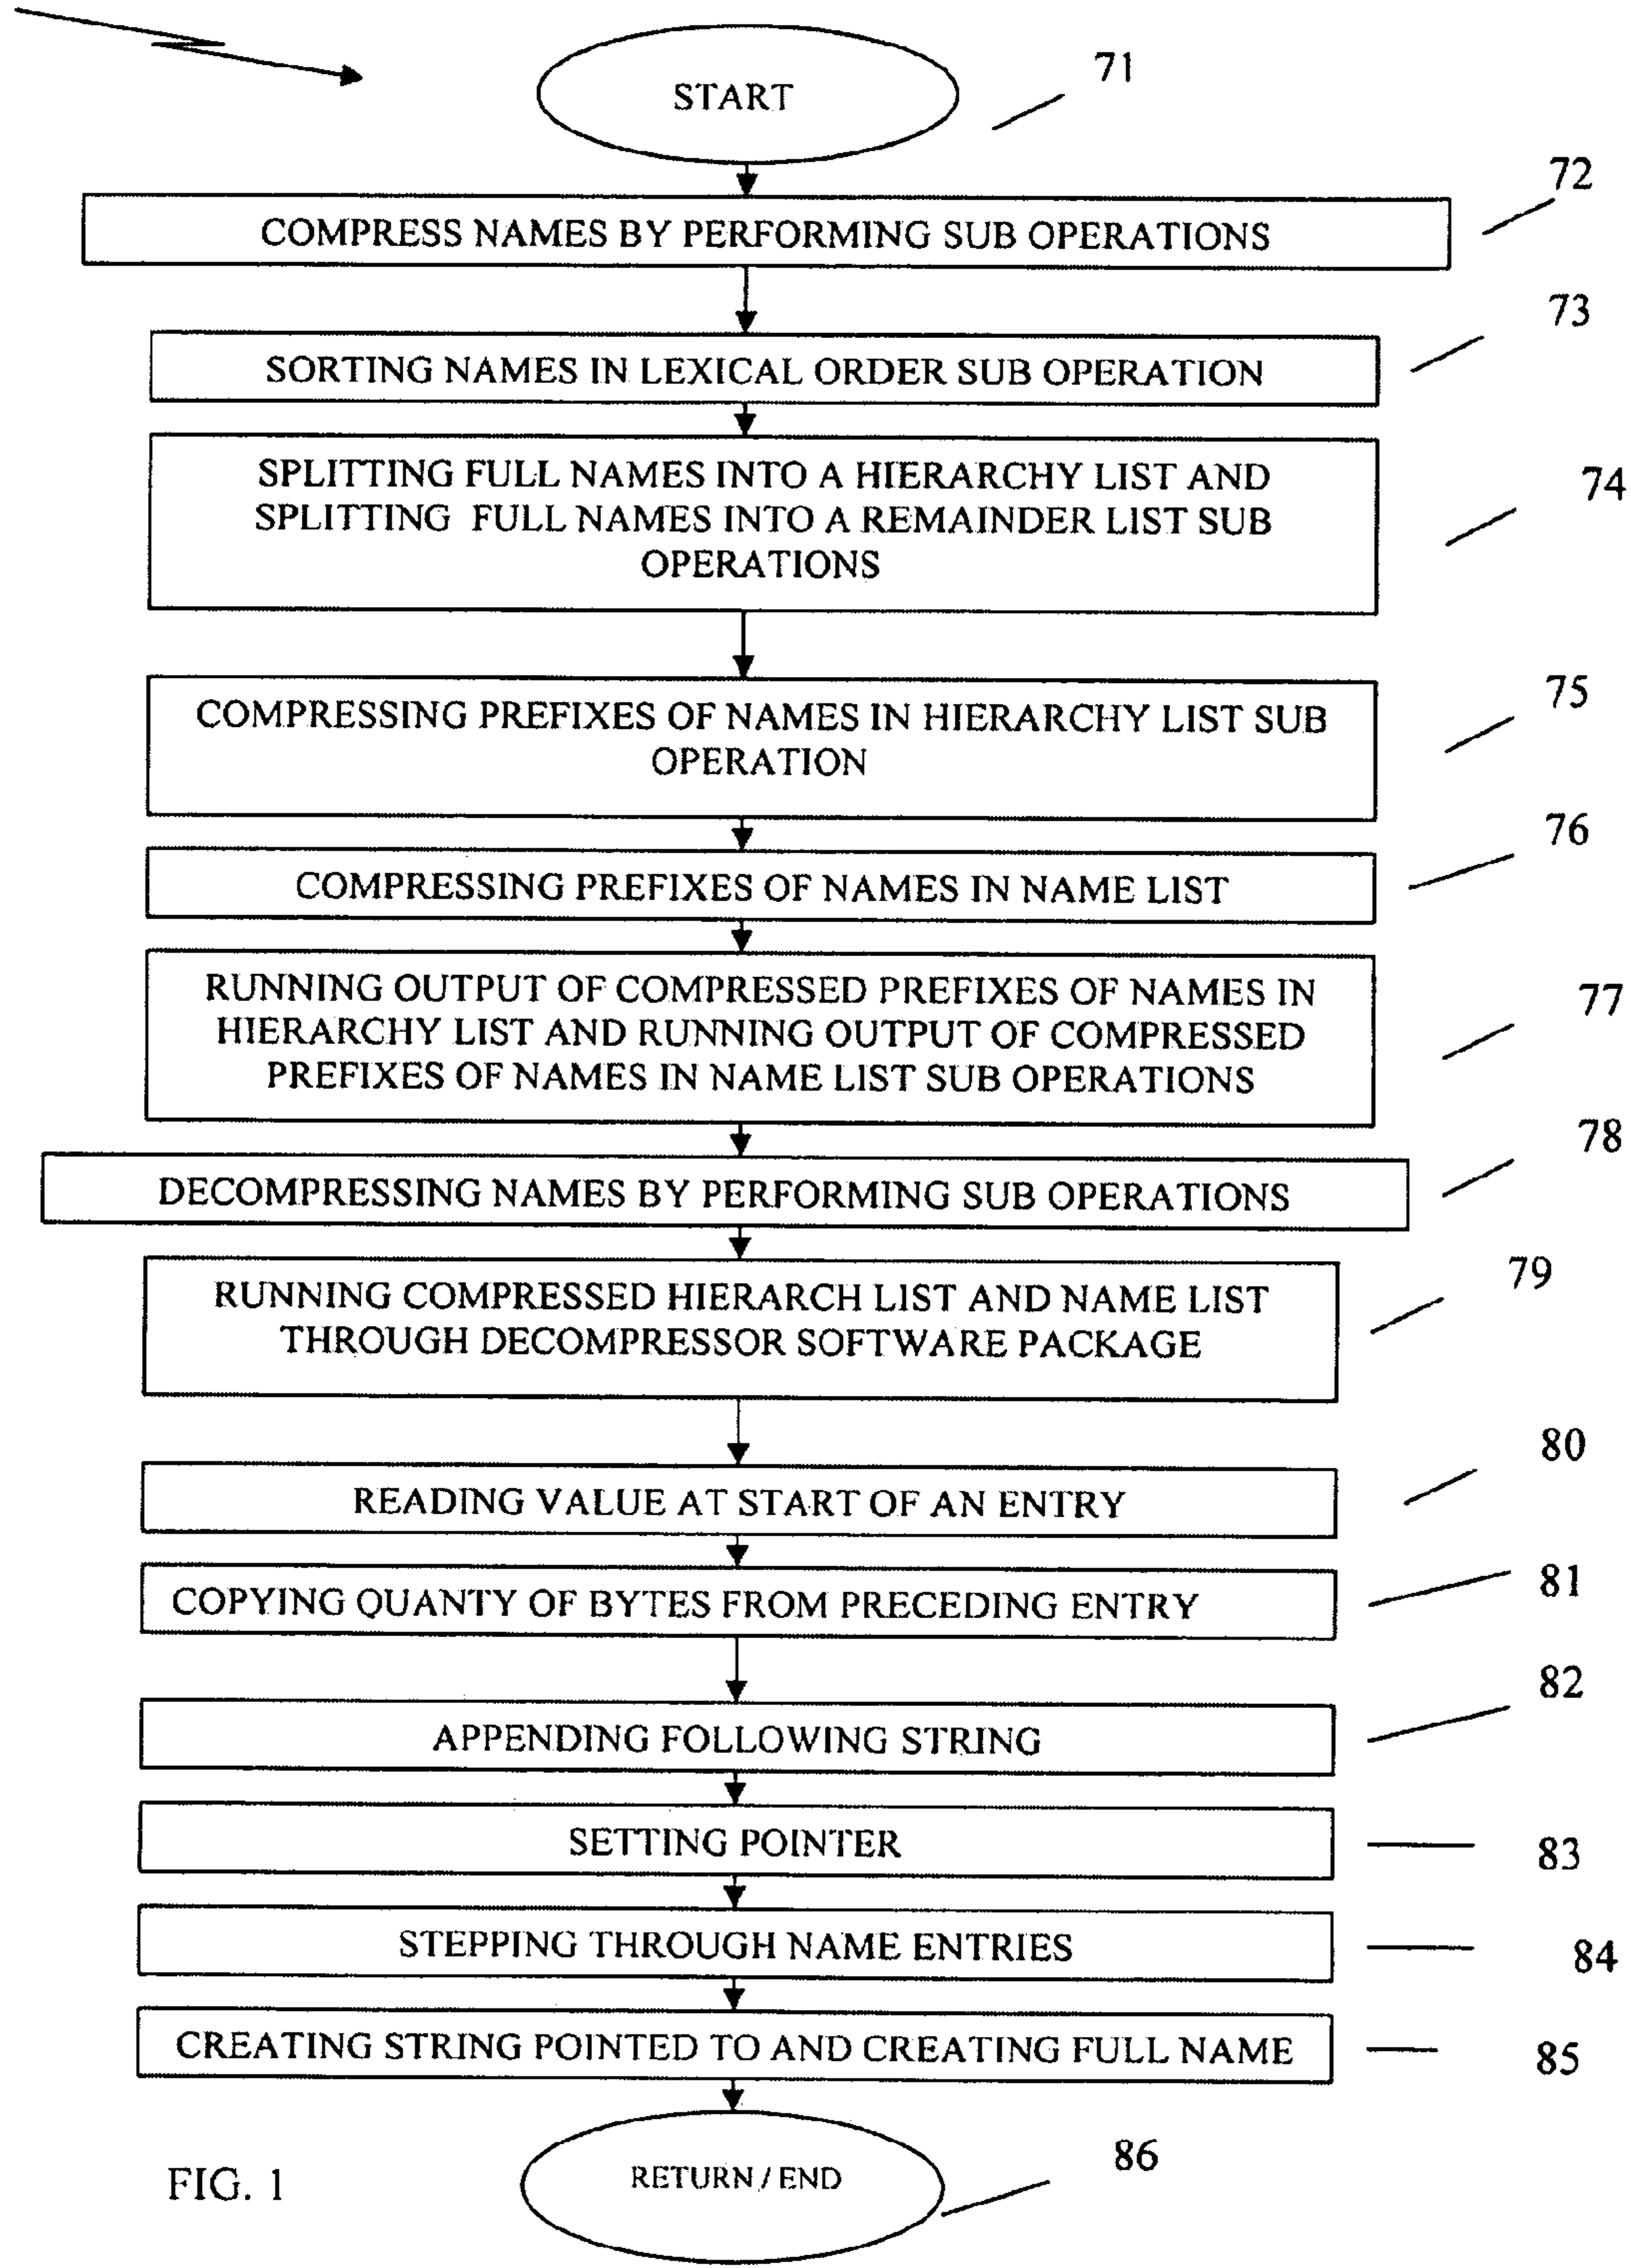 START
71
72
COMPRESS NAMES BY PERFORMING SUB OPERATIONS
73
SORTING NAMES IN LEXICAL ORDER SUB OPERATION
SPLITTING FULL NAMES INTO A HIERARCHY LIST AND
SPLITTING FULL NAMES INTO A REMAINDER LIST SUB
OPERATIONS
74
75
COMPRESSING PREFIXES OF NAMES IN HIERARCHY LIST SUB
OPERATION
76
COMPRESSING PREFIXES OF NAMES IN NAME LIST
RUNNING OUTPUT OF COMPRESSED PREFIXES OF NAMES IN
HIERARCHY LIST AND RUNNING OUTPUT OF COMPRESSED
PREFIXES OF NAMES IN NAME LIST SUB OPERATIONS
77
78
DECOMPRESSING NAMES BY PERFORMING SUB OPERATIONS
79
RUNNING COMPRESSED HIERARCH LIST AND NAME LIST
THROUGH DECOMPRESSOR SOFTWARE PACKAGE
80
READING VALUE AT START OF AN ENTRY
81
COPYING QUANTY OF BYTES FROM PRECEDING ENTRY
82
APPENDING FOLLOWING STRING
SETTING POINTER
83
STEPPING THROUGH NAME ENTRIES
84
CREATING STRING POINTED TO AND CREATING FULL NAME
85
86
RETURN / END
FIG. 1